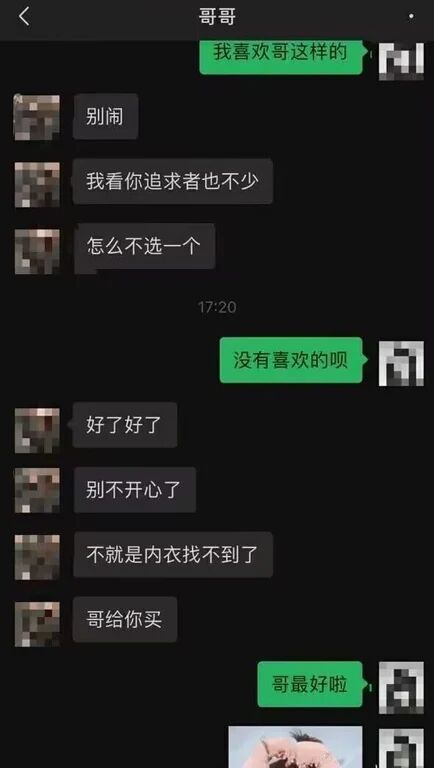 哥哥
我喜欢哥这样的
别闹
我看你追求者也不少
怎么不选一个
17:20
没有喜欢的呗
好了好了
别不开心了
不就是内衣找不到了
哥给你买
哥最好啦